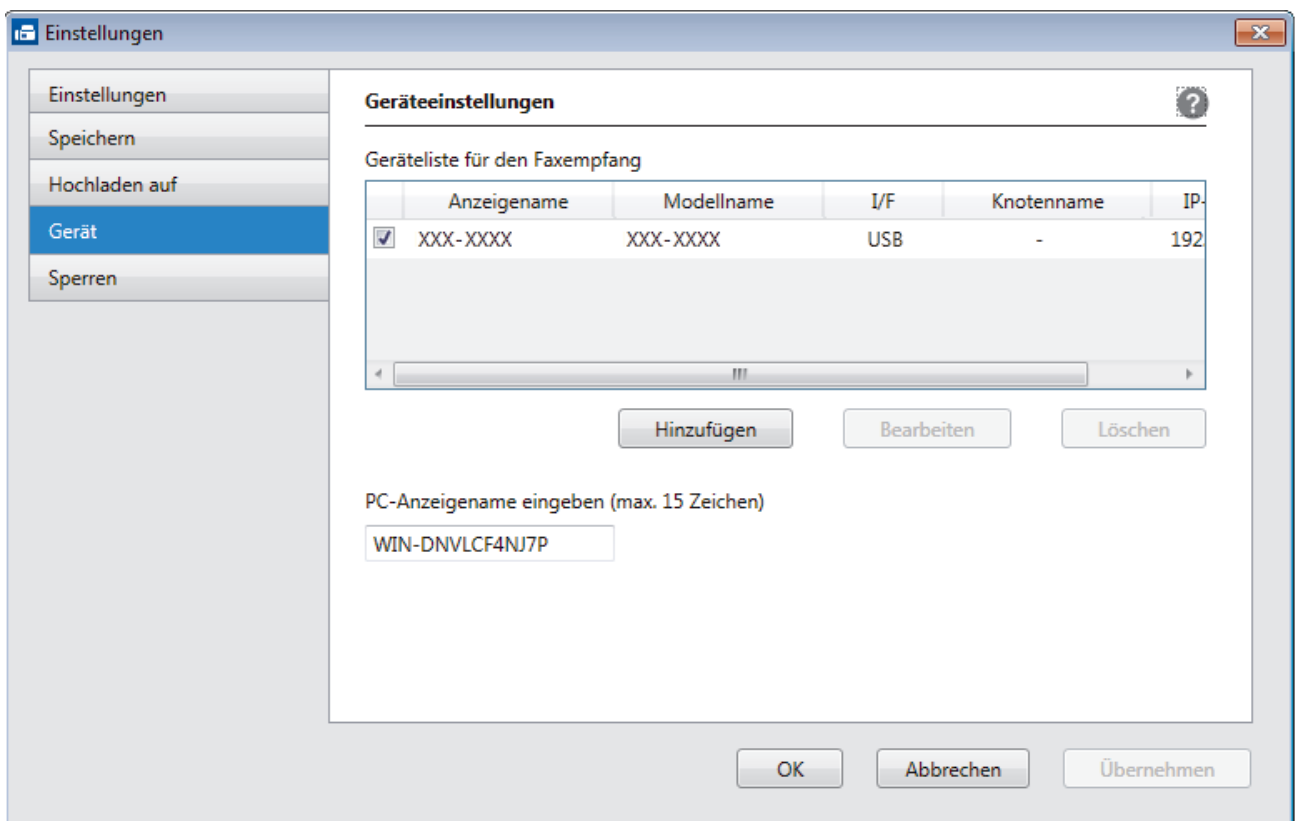 Einstellungen
Einstellungen
Speichern
Hochladen auf
Gerät
Sperren
Geräteeinstellungen
?
Geräteliste für den Faxempfang
Anzeigename Modellname I/F Knotenname IP-
XXX-XXXX XXX-XXXX USB - 192
Hinzufügen Bearbeiten Löschen
PC-Anzeigename eingeben (max. 15 Zeichen)
WIN-DNVLCF4NJ7P
OK Abbrechen Übernehmen